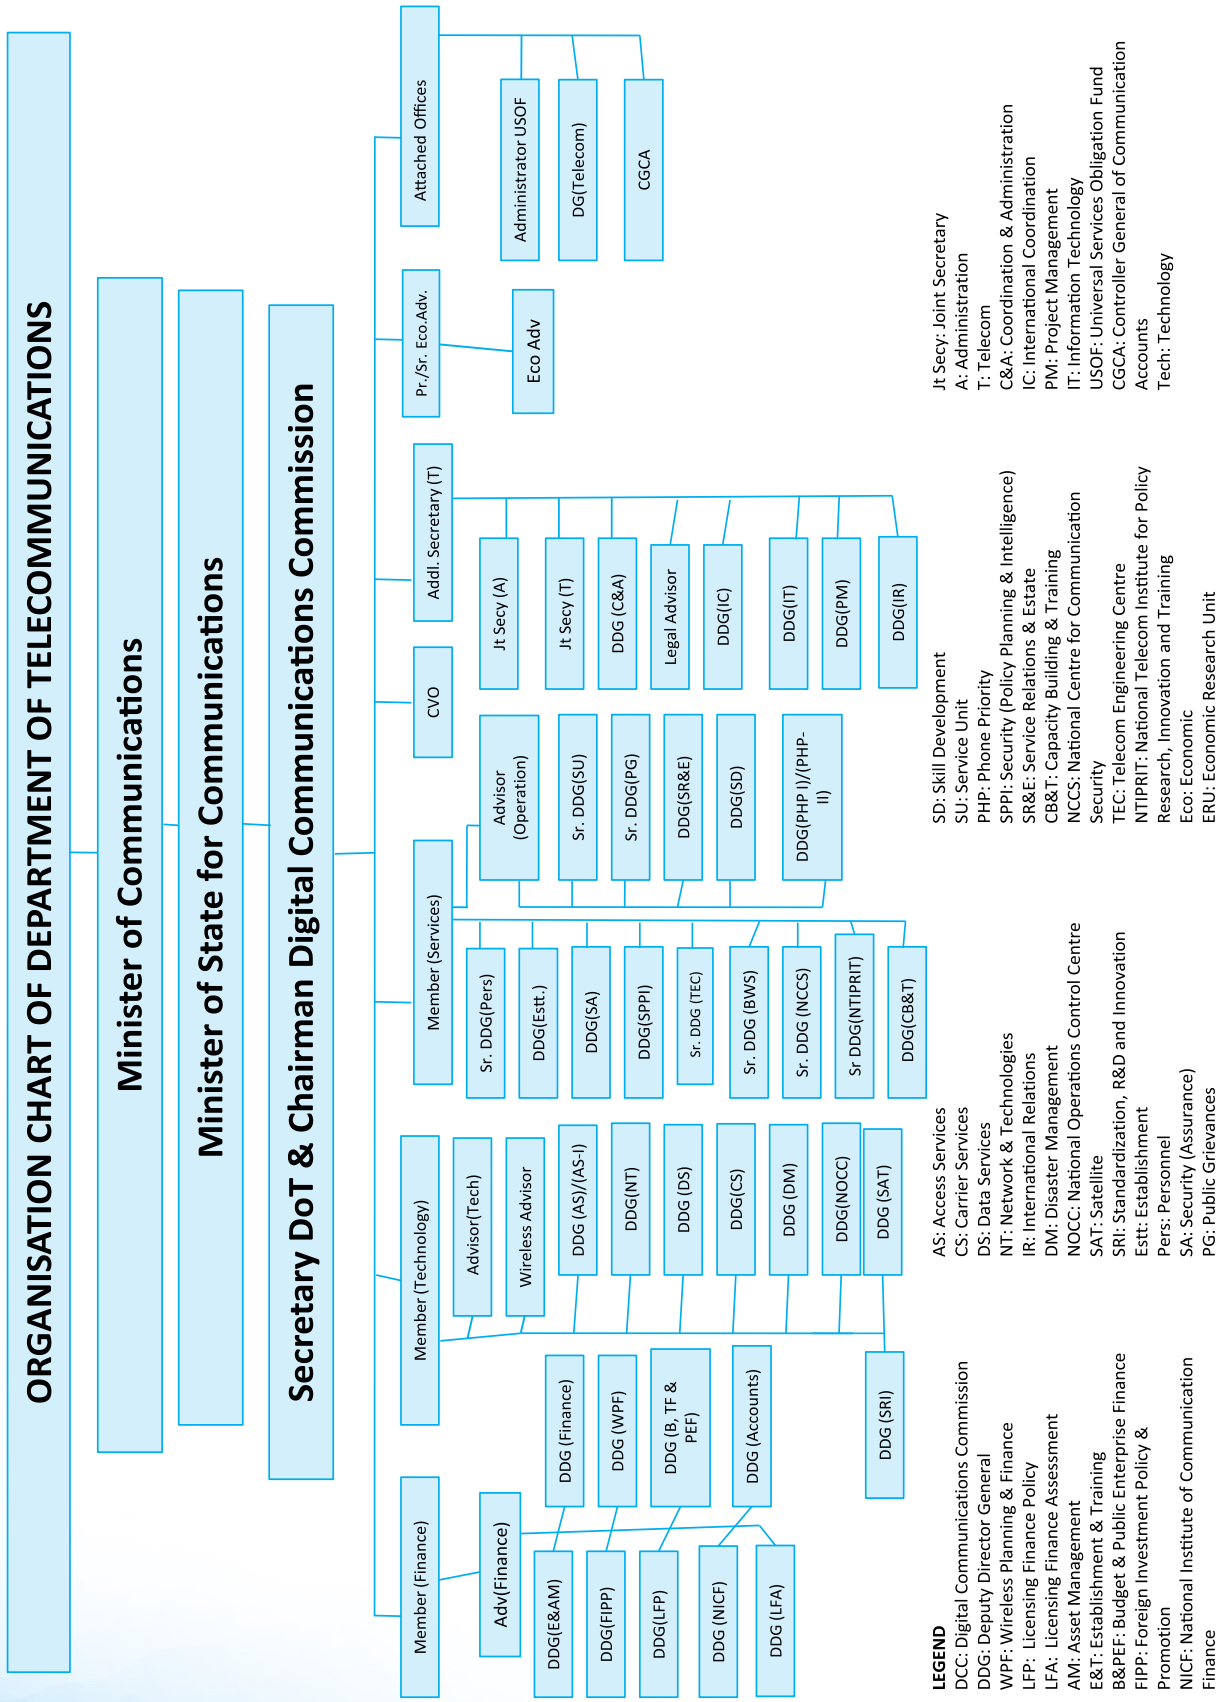 ORGANISATION CHART OF DEPARTMENT OF TELECOMMUNICATIONS
Minister of Communications
Minister of State for Communications
Secretary DoT & Chairman Digital Communications Commission
Member (Finance)
Member (Technology)
Member (Services)
CVO
Addl. Secretary (T)
Pr./Sr. Eco.Adv.
Attached Offices
Adv(Finance)
DDG(E&AM)
DDG(FIPP)
DDG(LFP)
DDG (NICF)
DDG (LFA)
DDG (Finance)
DDG (WPF)
DDG (B, TF &
PEF)
DDG (Accounts)
Advisor(Tech)
Wireless Advisor
DDG (AS)/(AS-I)
DDG(NT)
DDG (DS)
DDG(CS)
DDG (DM)
DDG(NOCC)
DDG (SAT)
DDG (SRI)
Sr. DDG(Pers)
DDG(Estt.)
DDG(SA)
DDG(SPPI)
Sr. DDG (TEC)
Sr. DDG (BWS)
Sr. DDG (NCCS)
Sr DDG(NTIPRIT)
DDG(CB&T)
Advisor
(Operation)
Sr. DDG(SU)
Sr. DDG(PG)
DDG(SR&E)
DDG(SD)
DDG(PHP I)/(PHP-
II)
Jt Secy (A)
Jt Secy (T)
DDG (C&A)
Legal Advisor
DDG(IC)
DDG(IT)
DDG(PM)
DDG(IR)
Eco Adv
Administrator USOF
DG(Telecom)
CGCA
LEGEND
DCC: Digital Communications Commission
DDG: Deputy Director General
WPF: Wireless Planning & Finance
LFP: Licensing Finance Policy
LFA: Licensing Finance Assessment
AM: Asset Management
E&T: Establishment & Training
B&PEF: Budget & Public Enterprise Finance
FIPP: Foreign Investment Policy &
Promotion
NICF: National Institute of Communication
Finance
AS: Access Services
CS: Carrier Services
DS: Data Services
NT: Network & Technologies
IR: International Relations
DM: Disaster Management
NOCC: National Operations Control Centre
SAT: Satellite
SRI: Standardization, R&D and Innovation
Estt: Establishment
Pers: Personnel
SA: Security (Assurance)
PG: Public Grievances
SD: Skill Development
SU: Service Unit
PHP: Phone Priority
SPPI: Security (Policy Planning & Intelligence)
SR&E: Service Relations & Estate
CB&T: Capacity Building & Training
NCCS: National Centre for Communication
Security
TEC: Telecom Engineering Centre
NTIPRIT: National Telecom Institute for Policy
Research, Innovation and Training
Eco: Economic
ERU: Economic Research Unit
Jt Secy: Joint Secretary
A: Administration
T: Telecom
C&A: Coordination & Administration
IC: International Coordination
PM: Project Management
IT: Information Technology
USOF: Universal Services Obligation Fund
CGCA: Controller General of Communication
Accounts
Tech: Technology